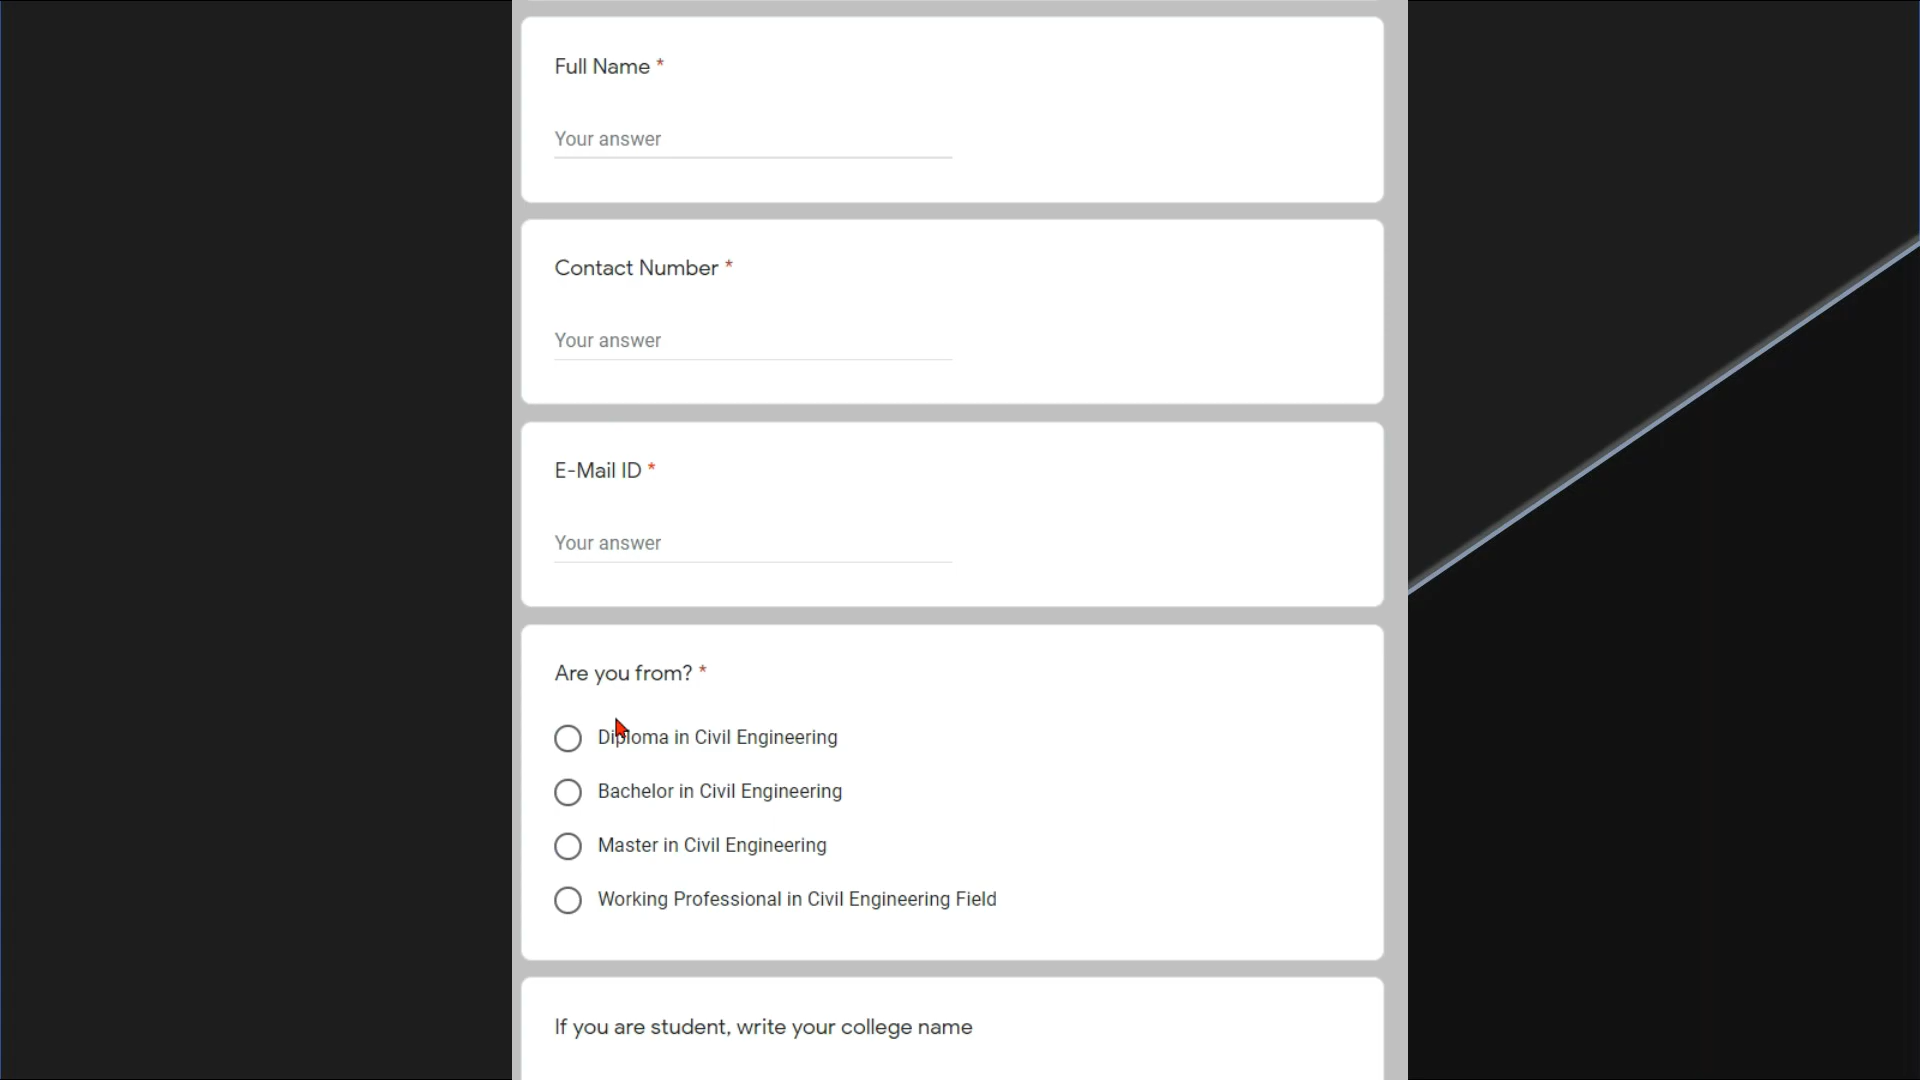 Full Name *
Your answer
Contact Number *
Your answer
E-Mail ID *
Your answer
Are you from? *
Diploma in Civil Engineering
Bachelor in Civil Engineering
Master in Civil Engineering
Working Professional in Civil Engineering Field
If you are student, write your college name